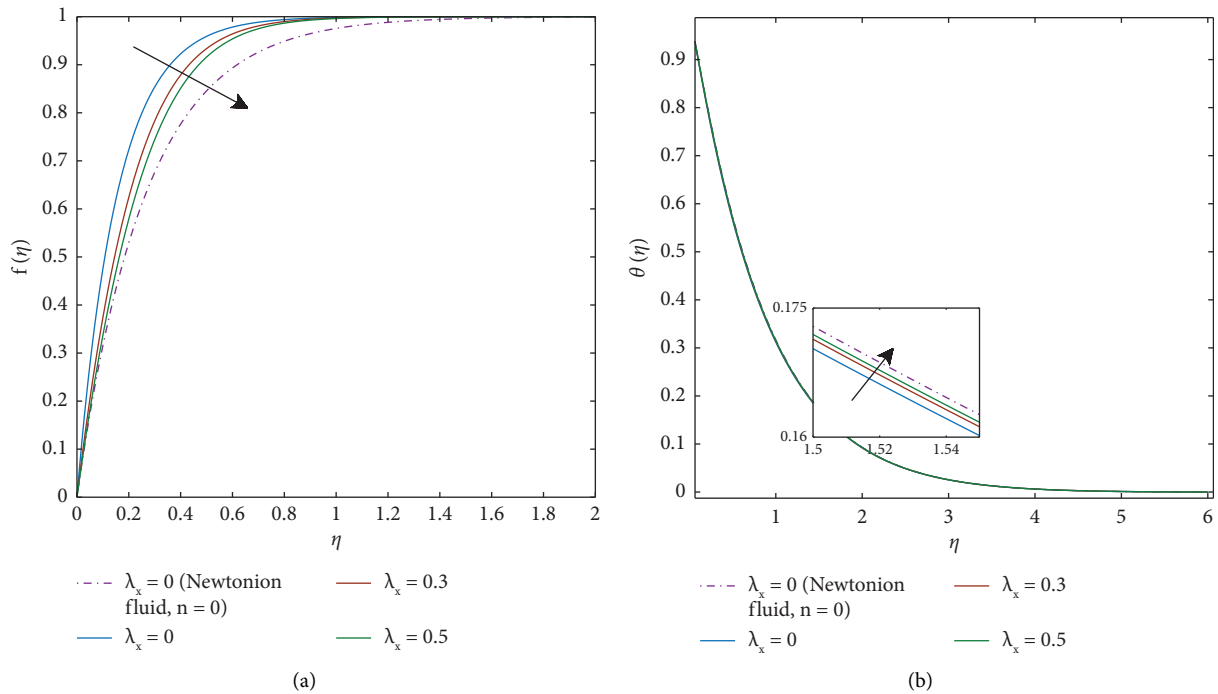 1
0.9
0.8
0.7
0.6
0.5
0.4
0.3
0.2
0.1
0
f (η)
0 0.2 0.4 0.6 0.8 1 1.2 1.4 1.6 1.8 2
η
λx = 0 (Newtonion
fluid, n = 0)
λx = 0
λx = 0.3
λx = 0.5
(a)
0.9
0.8
0.7
0.6
0.5
0.4
0.3
0.2
0.1
0
θ (η)
0.175
0.16
1.5 1.52 1.54
1 2 3 4 5 6
η
λx = 0 (Newtonion
fluid, n = 0)
λx = 0
λx = 0.3
λx = 0.5
(b)